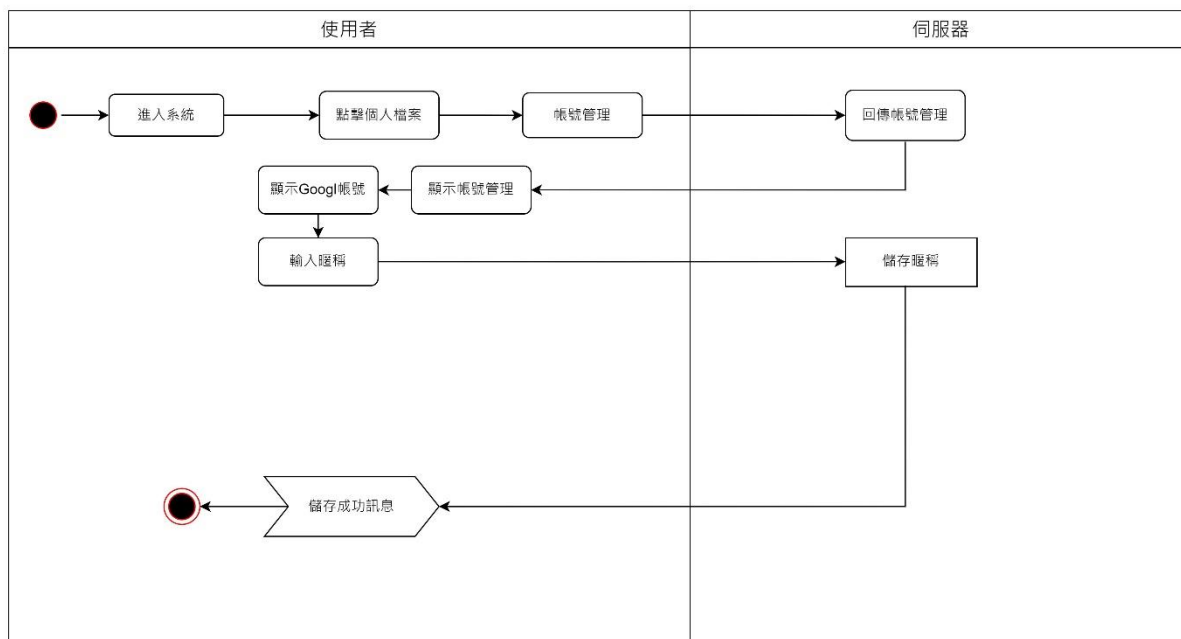 使用者
伺服器
進入系統
點擊個人檔案
帳號管理
回傳帳號管理
顯示Googl帳號
顯示帳號管理
輸入暱稱
儲存暱稱
儲存成功訊息